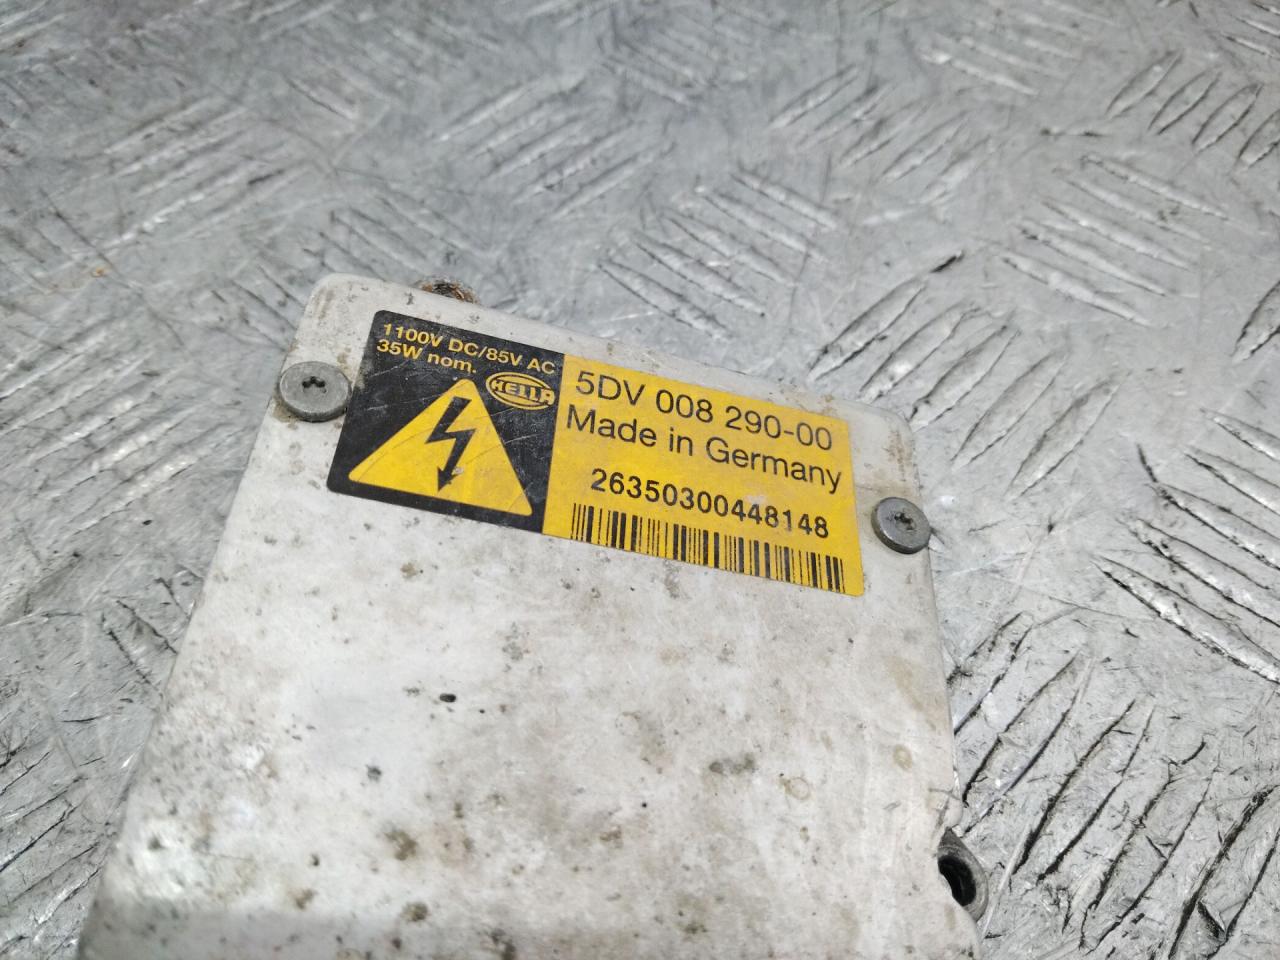 1100V DC/85V AC
35W nom.
HELLA
5DV 008 290-00
Made in Germany
26350300448148